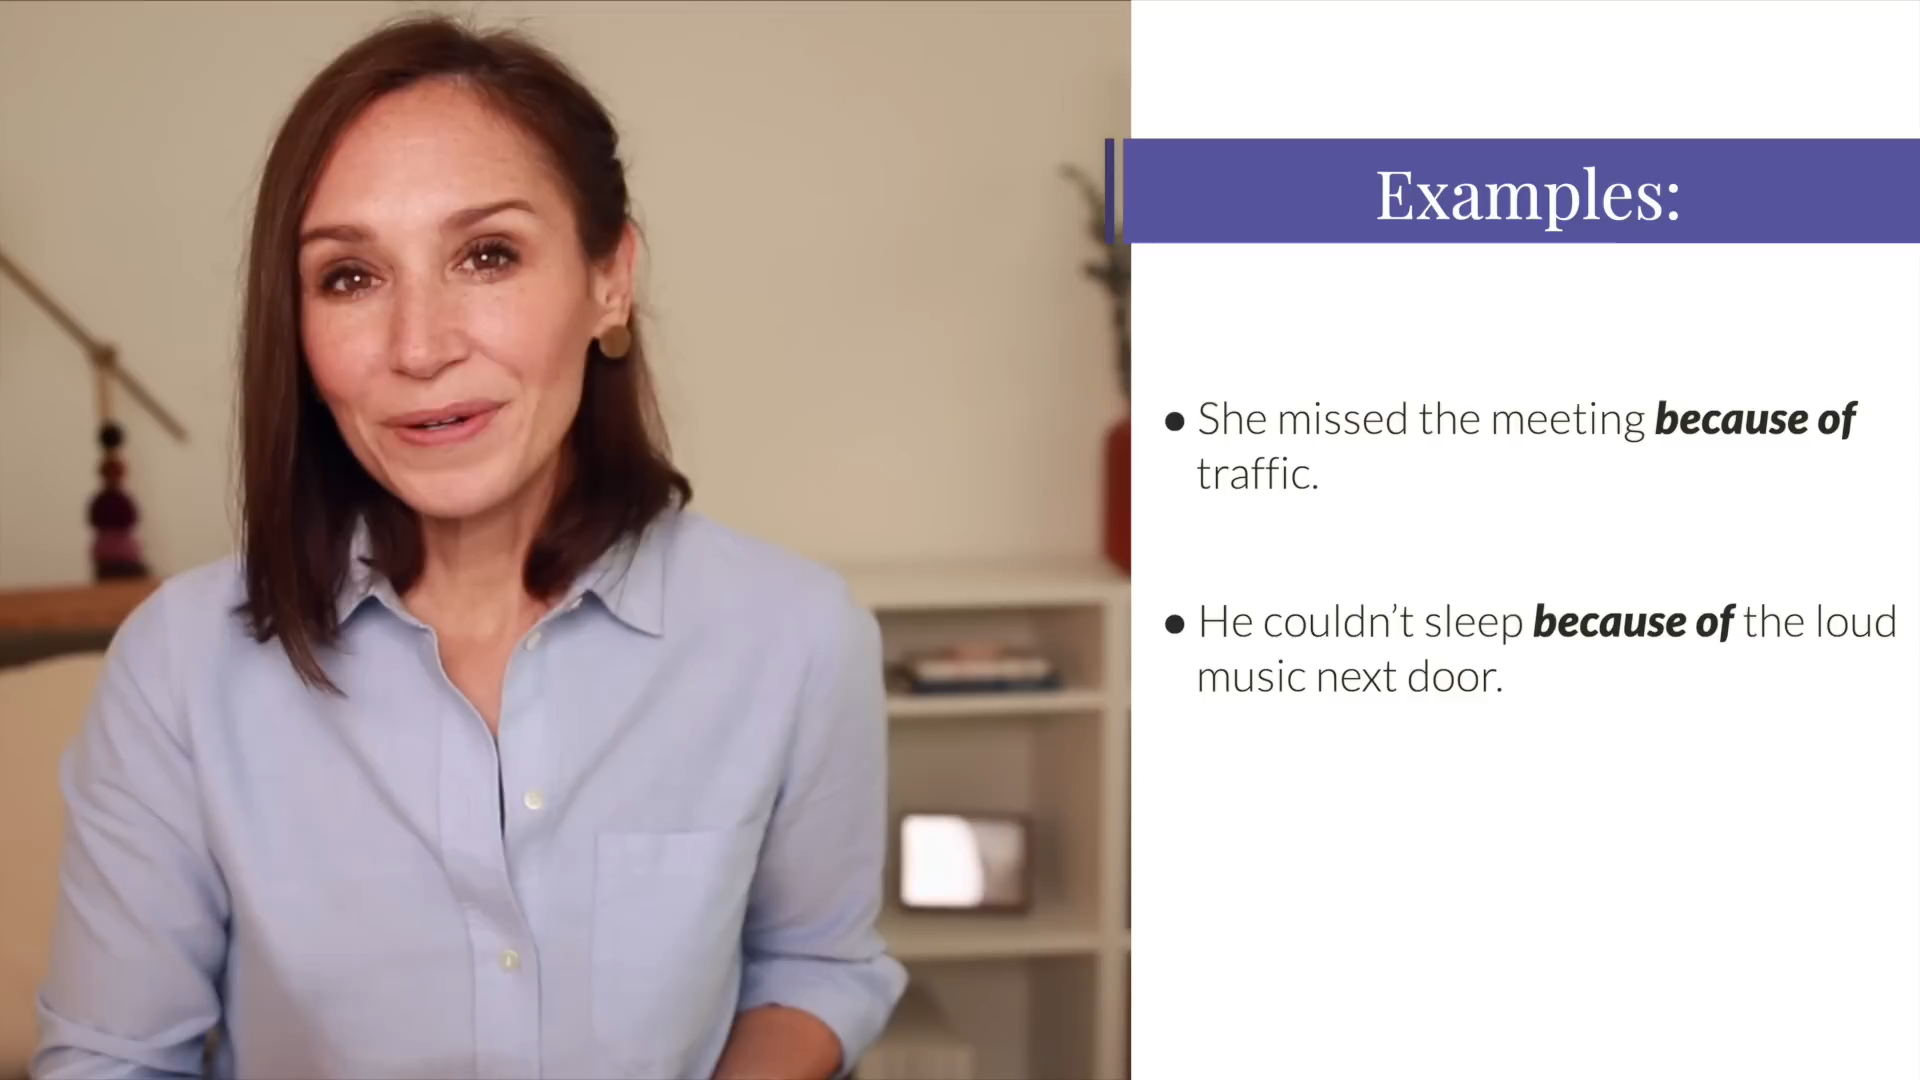 Examples:
● She missed the meeting because of
traffic.
● He couldn’t sleep because of the loud
music next door.